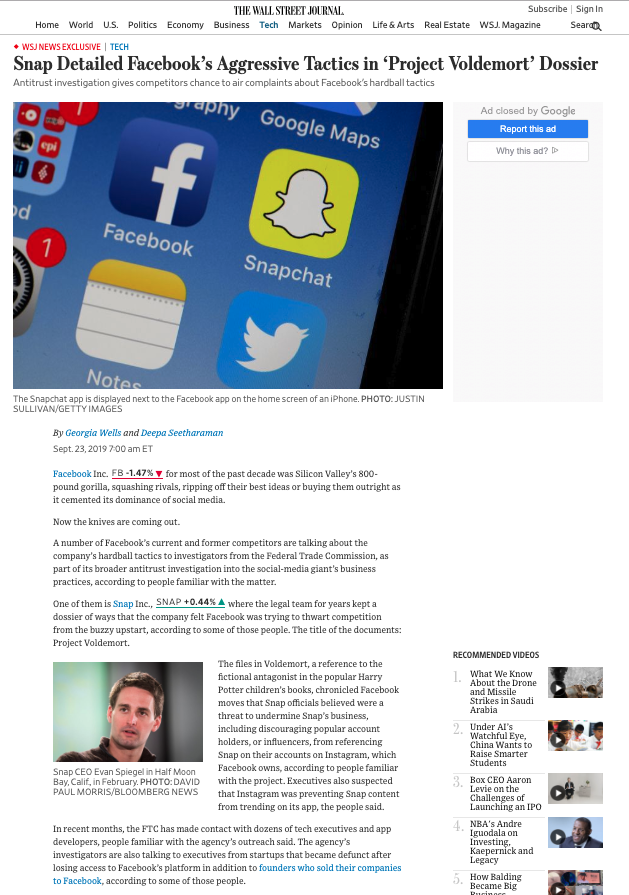 THE WALL STREET JOURNAL.
Subscribe | Sign In
Home World U.S. Politics Economy Business Tech Markets Opinion Life & Arts Real Estate WSJ. Magazine Search
WSJ NEWS EXCLUSIVE | TECH
Snap Detailed Facebook's Aggressive Tactics in 'Project Voldemort' Dossier
Antitrust investigation gives competitors chance to air complaints about Facebook's hardball tactics
Ad closed by Google
Report this ad
Why this ad?
1
epi
graphy
Google Maps
od
Facebook
Snapchat
1
Notes
The Snapchat app is displayed next to the Facebook app on the home screen of an iPhone. PHOTO: JUSTIN
SULLIVAN/GETTY IMAGES
By Georgia Wells and Deepa Seetharaman
Sept. 23, 2019 7:00 am ET
Facebook Inc. FB -1.47% ▼ for most of the past decade was Silicon Valley's 800-
pound gorilla, squashing rivals, ripping off their best ideas or buying them outright as
it cemented its dominance of social media.
Now the knives are coming out.
A number of Facebook's current and former competitors are talking about the
company's hardball tactics to investigators from the Federal Trade Commission, as
part of its broader antitrust investigation into the social-media giant's business
practices, according to people familiar with the matter.
One of them is Snap Inc., SNAP +0.44% ▲ where the legal team for years kept a
dossier of ways that the company felt Facebook was trying to thwart competition
from the buzzy upstart, according to some of those people. The title of the documents:
Project Voldemort.
The files in Voldemort, a reference to the
fictional antagonist in the popular Harry
Potter children's books, chronicled Facebook
moves that Snap officials believed were a
threat to undermine Snap's business,
including discouraging popular account
holders, or influencers, from referencing
Snap on their accounts on Instagram, which
Facebook owns, according to people familiar
with the project. Executives also suspected
that Instagram was preventing Snap content
from trending on its app, the people said.
Snap CEO Evan Spiegel in Half Moon
Bay, Calif., in February. PHOTO: DAVID
PAUL MORRIS/BLOOMBERG NEWS
In recent months, the FTC has made contact with dozens of tech executives and app
developers, people familiar with the agency's outreach said. The agency's
investigators are also talking to executives from startups that became defunct after
losing access to Facebook's platform in addition to founders who sold their companies
to Facebook, according to some of those people.
RECOMMENDED VIDEOS
1. What We Know
About the Drone
and Missile
Strikes in Saudi
Arabia
2. Under AI's
Watchful Eye,
China Wants to
Raise Smarter
Students
3. Box CEO Aaron
Levie on the
Challenges of
Launching an IPO
4. NBA's Andre
Iguodala on
Investing,
Kaepernick and
Legacy
5. How Balding
Became Big
Business